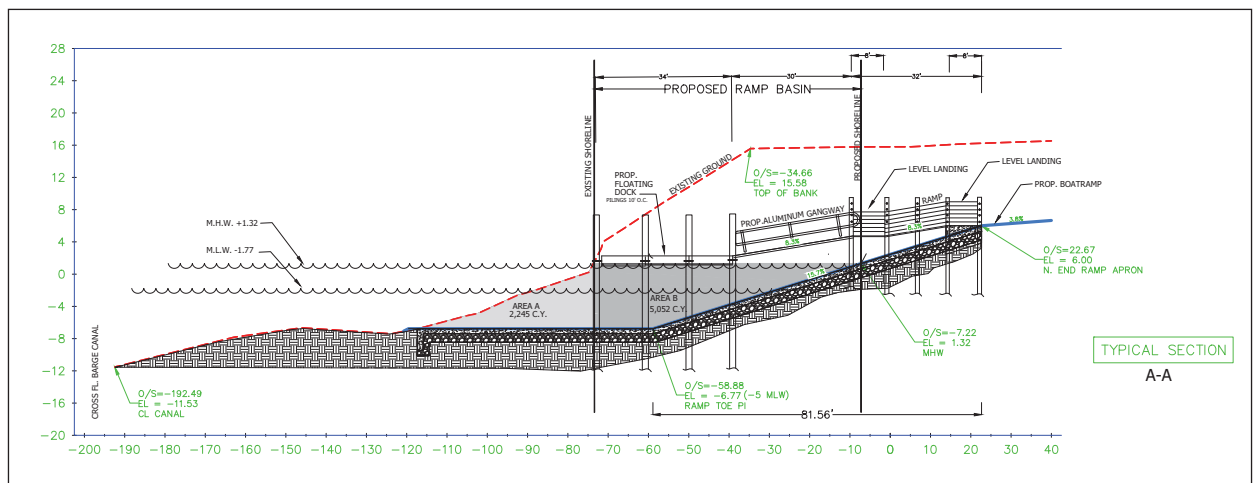 28
24
20
16
12
8
4
0
-4
-8
-12
-16
-20
-200 -190 -180 -170 -160 -150 -140 -130 -120 -110 -100 -90 -80 -70 -60 -50 -40 -30 -20 -10 0 10 20 30 40
34'
30'
32'
PROPOSED RAMP BASIN
EXISTING SHORELINE
PROPOSED SHORELINE
EXISTING GROUND
O/S=-34.66
EL = 15.58
TOP OF BANK
PROP.
FLOATING
DOCK
PILINGS 10' O.C.
PROP.ALUMINUM GANGWAY
8.3%
LEVEL LANDING
LEVEL LANDING
RAMP
8.3%
PROP. BOATRAMP
3.8%
M.H.W. +1.32
M.L.W. -1.77
O/S=22.67
EL = 6.00
N. END RAMP APRON
15.7%
AREA A
2,245 C.Y.
AREA B
5,052 C.Y.
O/S=-7.22
EL = 1.32
MHW
CROSS FL. BARGE CANAL
O/S=-192.49
EL = -11.53
CL CANAL
O/S=-58.88
EL = -6.77(-5 MLW)
RAMP TOE PI
81.56'
TYPICAL SECTION
A-A